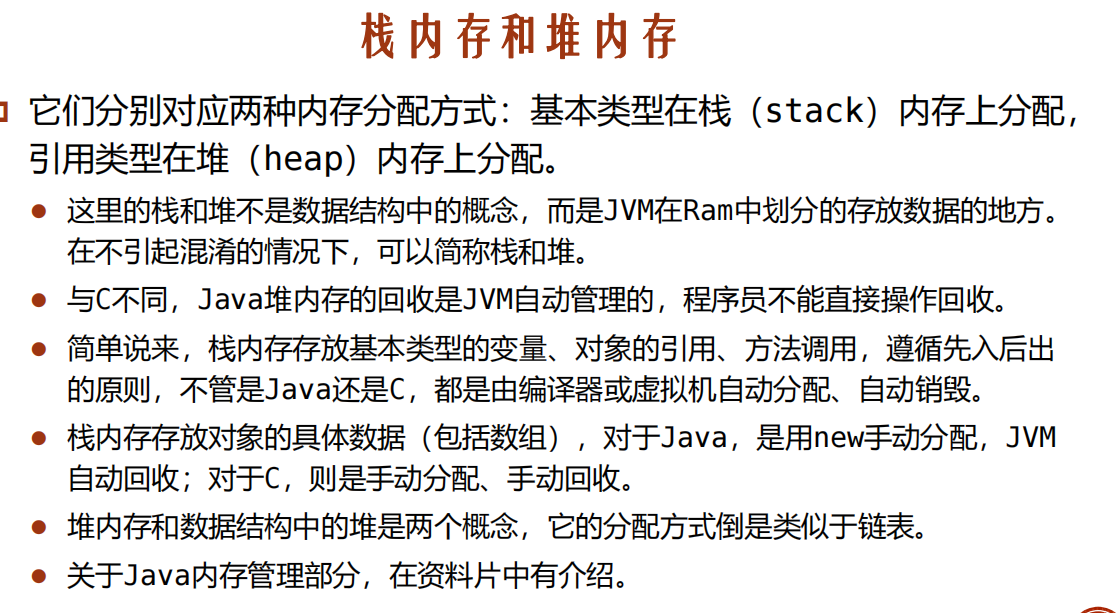 栈内存和堆内存
它们分别对应两种内存分配方式：基本类型在栈（stack）内存上分配，
引用类型在堆（heap）内存上分配。
这里的栈和堆不是数据结构中的概念，而是JVM在Ram中划分的存放数据的地方。
在不引起混淆的情况下，可以简称栈和堆。
与C不同，Java堆内存的回收是JVM自动管理的，程序员不能直接操作回收。
简单说来，栈内存存放基本类型的变量、对象的引用、方法调用，遵循先入后出
的原则，不管是Java还是C，都是由编译器或虚拟机自动分配、自动销毁。
栈内存存放对象的具体数据（包括数组），对于Java，是用new手动分配，JVM
自动回收；对于C，则是手动分配、手动回收。
堆内存和数据结构中的堆是两个概念，它的分配方式倒是类似于链表。
关于Java内存管理部分，在资料片中有介绍。